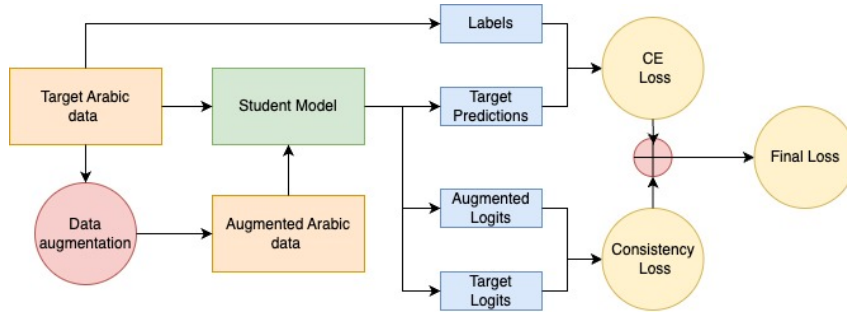 Labels
Target Arabic
data
Student Model
Target
Predictions
CE
Loss
Final Loss
Data
augmentation
Augmented Arabic
data
Augmented
Logits
Target
Logits
Consistency
Loss